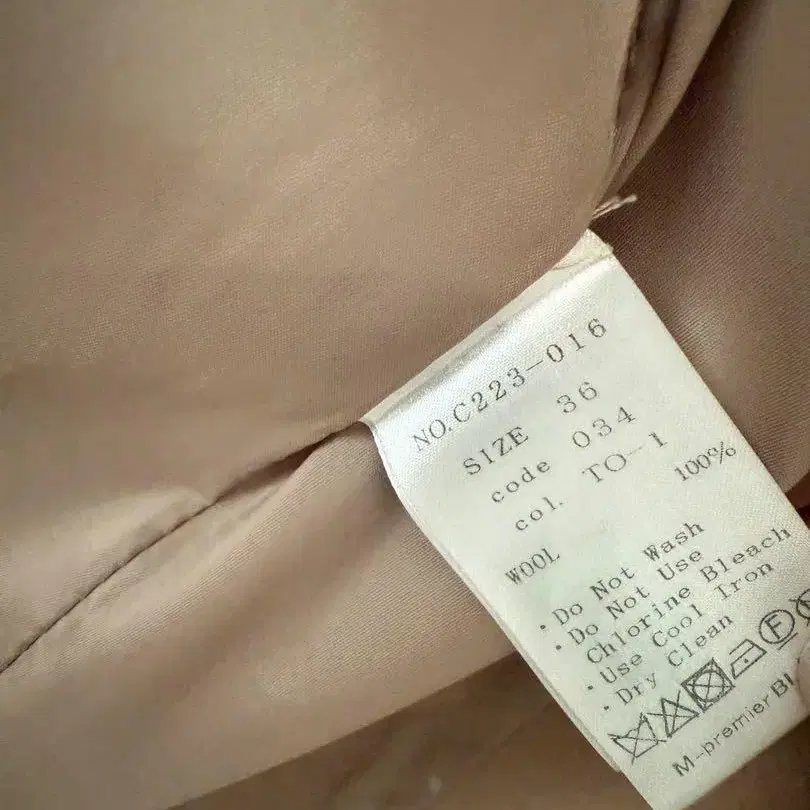 NO.C223-016
SIZE 36
code 034
col. TO-1
WOOL 100%
・Do Not Wash
・Do Not Use
Chlorine Bleach
・Use Cool Iron
・Dry Clean
F
M-premier